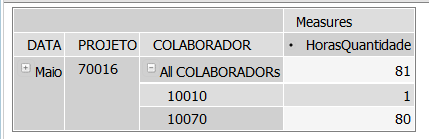 Measures
DATA PROJETO COLABORADOR • HorasQuantidade
Maio 70016 All COLABORADORs 81
10010 1
10070 80